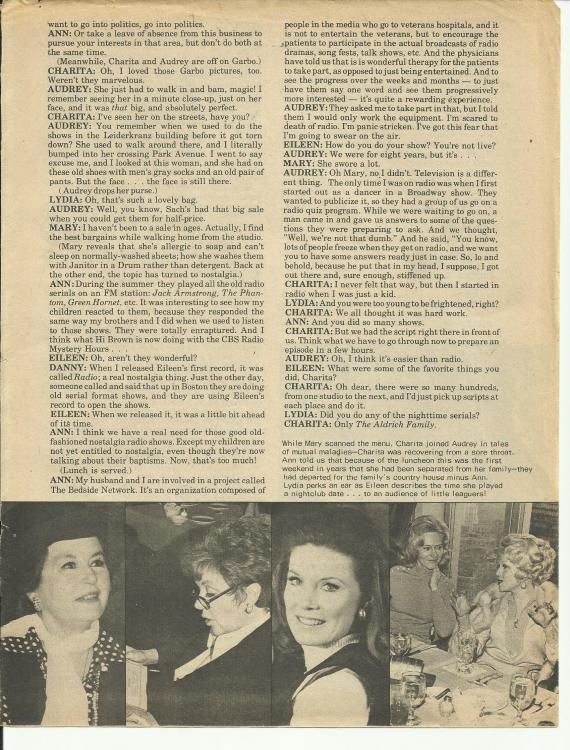 want to go into politics, go into politics.
ANN: Or take a leave of absence from this business to
pursue your interests in that area, but don't do both at
the same time.
(Meanwhile, Charita and Audrey are off on Garbo.)
CHARITA: Oh, I loved those Garbo pictures, too.
Weren't they marvelous.
AUDREY: She just had to walk in and bam, magic! I
remember seeing her in a minute close-up, just on her
face, and it was that big, and absolutely perfect.
CHARITA: I've seen her on the streets, have you?
AUDREY: You remember when we used to do the
shows in the Leiderkranz building before it got torn
down? She used to walk around there, and I literally
bumped into her crossing Park Avenue. I went to say
excuse me, and I looked at this woman, and she had on
these old shoes with men's gray socks and an old pair of
pants. But the face . . . the face is still there.
(Audrey drops her purse.)
LYDIA: Oh, that's such a lovely bag.
AUDREY: Well, you know, Sach's had that big sale
when you could get them for half-price.
MARY: I haven't been to a sale in ages. Actually, I find
the best bargains while walking home from the studio.
(Mary reveals that she's allergic to soap and can't
sleep on normally-washed sheets; how she washes them
with Janitor in a Drum rather than detergent. Back at
the other end, the topic has turned to nostalgia.)
ANN: During the summer they played all the old radio
serials on an FM station: Jack Armstrong, The Phan-
tom, Green Hornet, etc. It was interesting to see how my
children reacted to them, because they responded the
same way my brothers and I did when we used to listen
to those shows. They were totally enraptured. And I
think what Hi Brown is now doing with the CBS Radio
Mystery Hours . . .
EILEEN: Oh, aren't they wonderful?
DANNY: When I released Eileen's first record, it was
called Radio; a real nostalgia thing. Just the other day,
someone called and said that up in Boston they are doing
old serial format shows, and they are using Eileen's
record to open the shows.
EILEEN: When we released it, it was a little bit ahead
of its time.
ANN: I think we have a real need for those good old-
fashioned nostalgia radio shows. Except my children are
not yet entitled to nostalgia, even though they're now
talking about their baptisms. Now, that's too much!
(Lunch is served.)
ANN: My husband and I are involved in a project called
The Bedside Network. It's an organization composed of
people in the media who go to veterans hospitals, and it
is not to entertain the veterans, but to encourage the
patients to participate in the actual broadcasts of radio
dramas, song fests, talk shows, etc. And the physicians
have told us that is is wonderful therapy for the patients
to take part, as opposed to just being entertained. And to
see the progress over the weeks and months — to just
have them say one word and see them progressively
more interested — it's quite a rewarding experience.
AUDREY: They asked me to take part in that, but I told
them I would only work the equipment. I'm scared to
death of radio. I'm panic stricken. I've got this fear that
I'm going to swear on the air.
EILEEN: How do you do your show? You're not live?
AUDREY: We were for eight years, but it's . . .
MARY: She swore a lot.
AUDREY: Oh Mary, no I didn't. Television is a differ-
ent thing. The only time I was on radio was when I first
started out as a dancer in a Broadway show. They
wanted to publicize it, so they had a group of us go on a
radio quiz program. While we were waiting to go on, a
man came in and gave us answers to some of the ques-
tions they were preparing to ask. And we thought,
"Well, we're not that dumb." And he said, "You know,
lots of people freeze when they get on radio, and we want
you to have some answers ready just in case. So, lo and
behold, because he put that in my head, I suppose, I got
out there and, sure enough, stiffened up.
CHARITA: I never felt that way, but then I started in
radio when I was just a kid.
LYDIA: And you were too young to be frightened, right?
CHARITA: We all thought it was hard work.
ANN: And you did so many shows.
CHARITA: But we had the script right there in front of
us. Think what we have to go through now to prepare an
episode in a few hours.
AUDREY: Oh, I think it's easier than radio.
EILEEN: What were some of the favorite things you
did, Charita?
CHARITA: Oh dear, there were so many hundreds,
from one studio to the next, and I'd just pick up scripts at
each place and do it.
LYDIA: Did you do any of the nighttime serials?
CHARITA: Only The Aldrich Family.
While Mary scanned the menu, Charita joined Audrey in tales
of mutual maladies—Charita was recovering from a sore throat.
Ann told us that because of the luncheon this was the first
weekend in years that she had been separated from her family—they
had departed for the family's country house minus Ann.
Lydia perks an ear as Eileen describes the time she played
a nightclub date . . . to an audience of little leaguers!